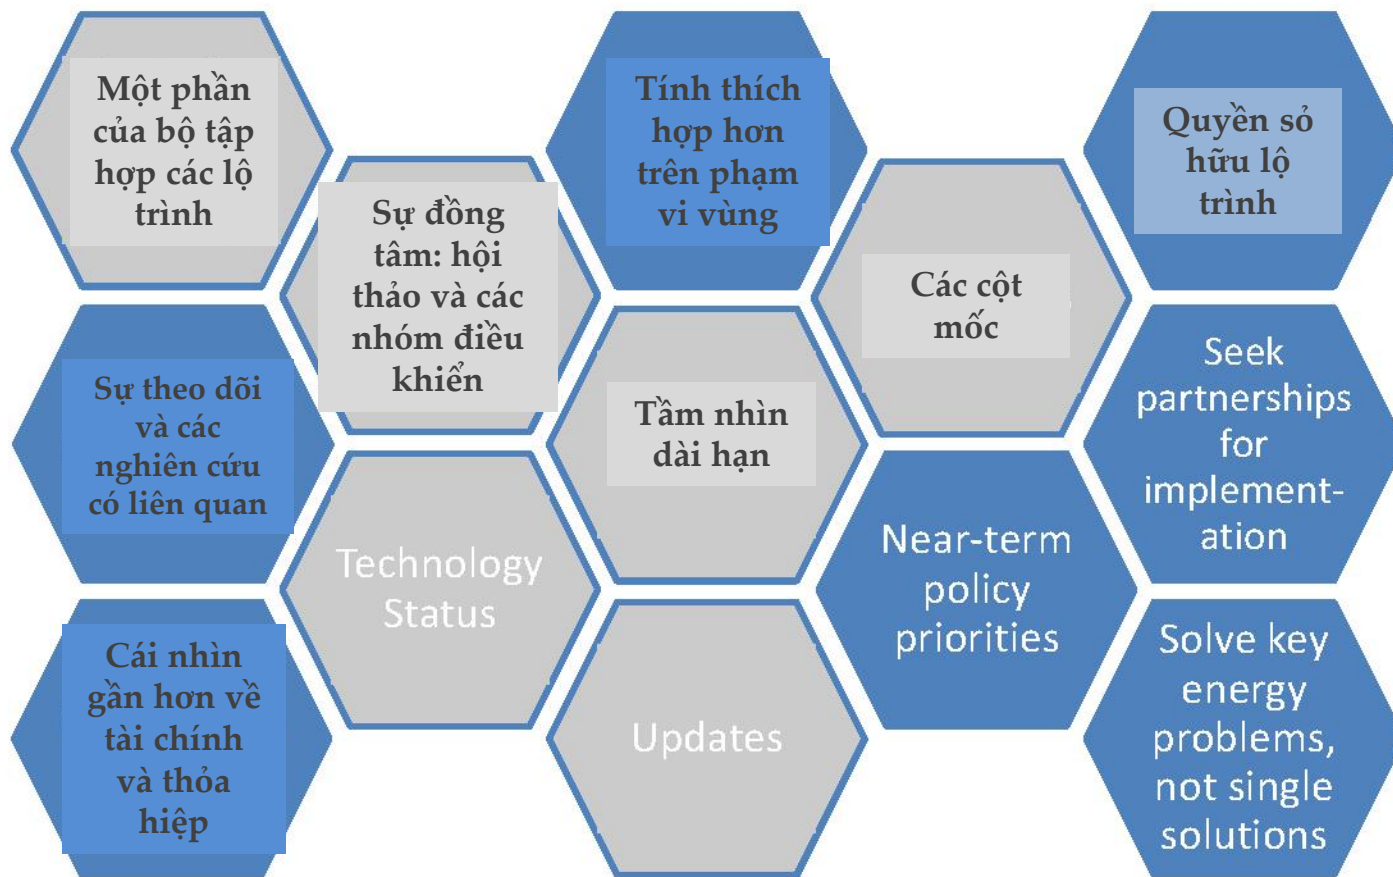 Một phần
của bộ tập
hợp các lộ
trình
Sự đồng
tâm: hội
thảo và các
nhóm điều
khiển
Tính thích
hợp hơn
trên phạm
vi vùng
Các cột
mốc
Quyền sỏ
hữu lộ
trình
Sự theo dõi
và các
nghiên cứu
có liên quan
Technology
Status
Tầm nhìn
dài hạn
Near-term
policy
priorities
Seek
partnerships
for
implement-
ation
Cái nhìn
gần hơn về
tài chính
và thỏa
hiệp
Updates
Solve key
energy
problems,
not single
solutions